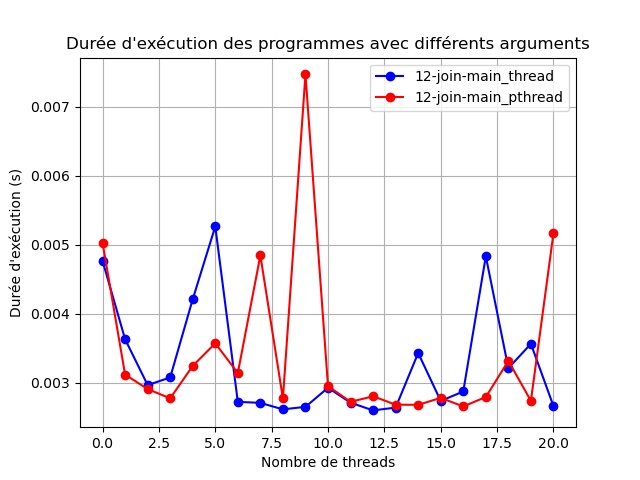 Durée d'exécution des programmes avec différents arguments
12-join-main_thread
12-join-main_pthread
Durée d'exécution (s)
0.007
0.006
0.005
0.004
0.003
0.0 2.5 5.0 7.5 10.0 12.5 15.0 17.5 20.0
Nombre de threads